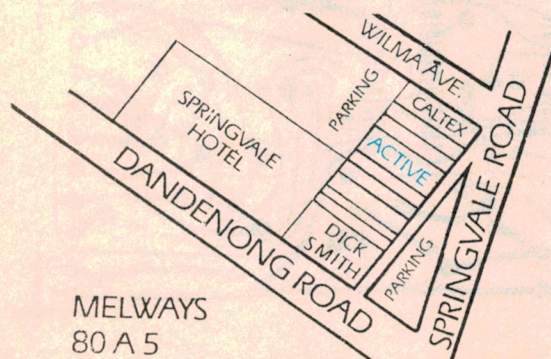 WILMA AVE.
PARKING
CALTEX
SPRINGVALE
HOTEL
ACTIVE
SPRINGVALE ROAD
DANDENONG ROAD
DICK
SMITH
PARKING
MELWAYS
80 A 5